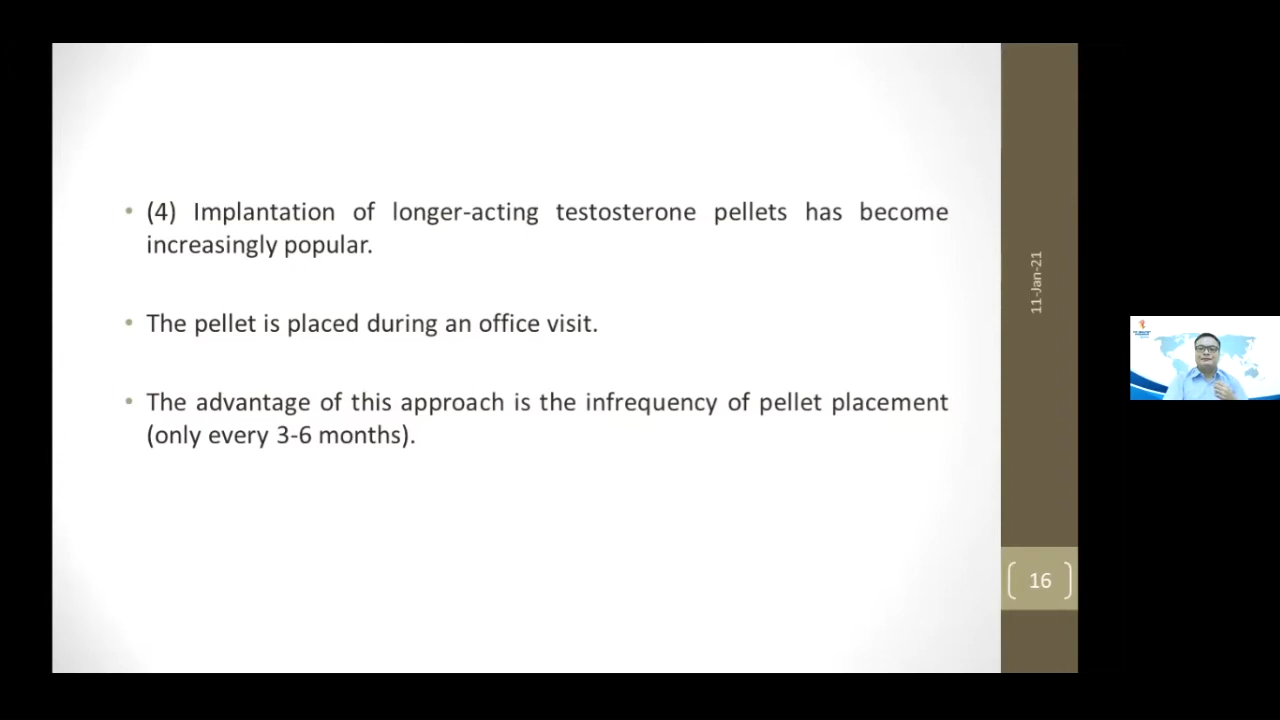 • (4) Implantation of longer-acting testosterone pellets has become
increasingly popular.
• The pellet is placed during an office visit.
• The advantage of this approach is the infrequency of pellet placement
(only every 3-6 months).
11-Jan-21
16